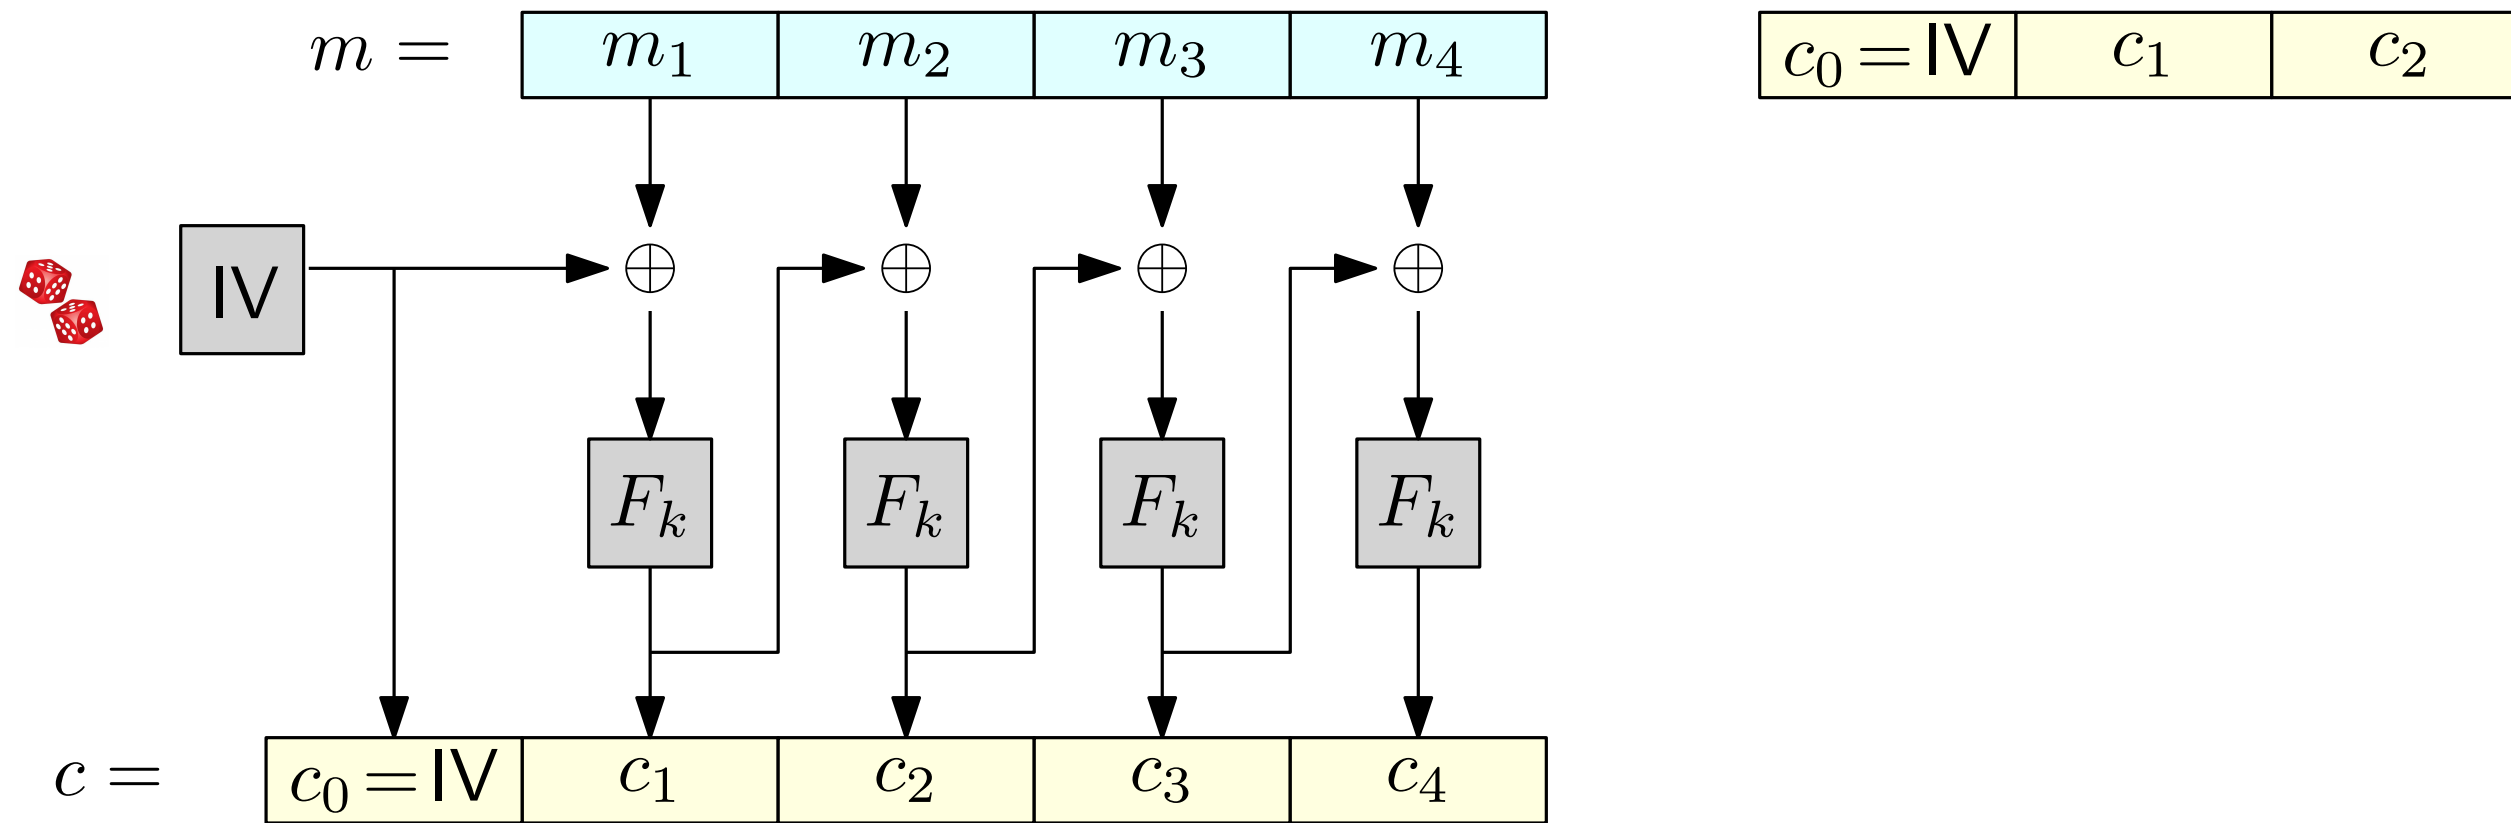 m = m₁ m₂ m₃ m₄
c₀ = IV c₁ c₂
IV
Fₖ Fₖ Fₖ Fₖ
c = c₀ = IV c₁ c₂ c₃ c₄